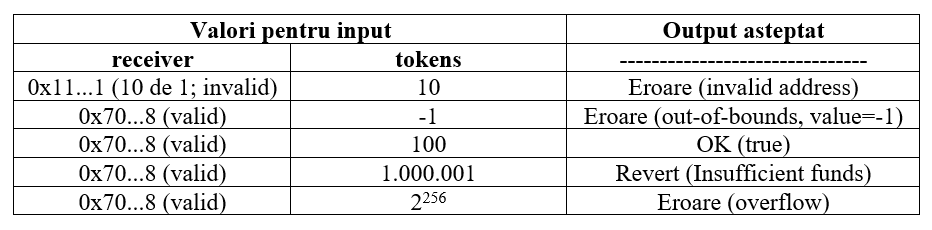 Valori pentru input Output asteptat
receiver tokens --------------------------------
0x11...1 (10 de 1; invalid) 10 Eroare (invalid address)
0x70...8 (valid) -1 Eroare (out-of-bounds, value=-1)
0x70...8 (valid) 100 OK (true)
0x70...8 (valid) 1.000.001 Revert (Insufficient funds)
0x70...8 (valid) 2²⁵⁶ Eroare (overflow)